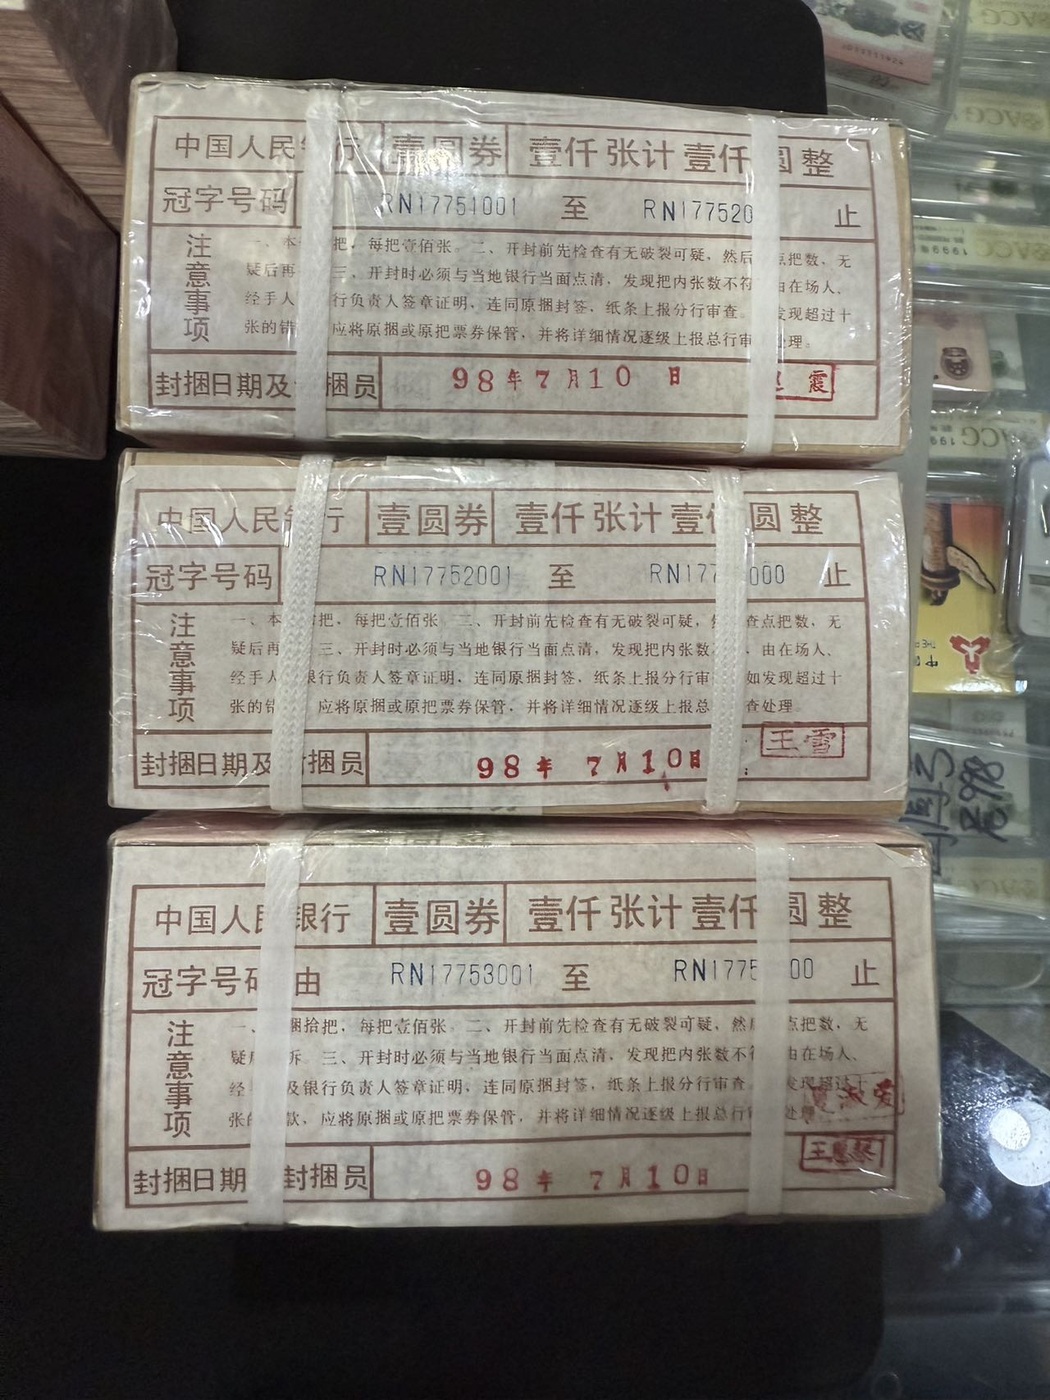 中国人民 行 壹圆券 壹仟张计壹仟 圆整
冠字号码 RN17751001 至 RN177520 止
注意事项
一、本 把，每把壹佰张。二、开封前先检查有无破裂可疑，然后 点把数、无
疑后再 三、开封时必须与当地银行当面点清，发现把内张数不符 由在场人、
经手人 行负责人签章证明，连同原捆封签，纸条上报分行审查。 发现超过十
张的错 应将原捆或原把票券保管，并将详细情况逐级上报总行审 处理。
封捆日期及 捆员 98年7月10日 霞
中国人民 行 壹圆券 壹仟张计壹 圆整
冠字号码 RN17752001 至 RN177 000 止
注意事项
一、本 拾把，每把壹佰张 二、开封前先检查有无破裂可疑， 查点把数，无
疑后再 三、开封时必须与当地银行当面点清，发现把内张数 ，由在场人、
经手人 银行负责人签章证明，连同原捆封签，纸条上报分行 如发现超过十
张的错 应将原捆或原把票券保管，并将详细情况逐级上报总 查处理。
封捆日期及 捆员 98年7月10日 王雪
中国人民 银行 壹圆券 壹仟张计壹仟 圆整
冠字号码 由 RN17753001 至 RN1775 00 止
注意事项
一、 捆拾把，每把壹佰张。二、开封前先检查有无破裂可疑，然 点把数，无
疑后 拆 三、开封时必须与当地银行当面点清，发现把内张数不 由在场人、
经 及银行负责人签章证明，连同原捆封签，纸条上报分行审查。 发现超过十
张 款，应将原捆或原把票券保管，并将详细情况逐级上报总行 处理
封捆日期 封捆员 98年7月10日